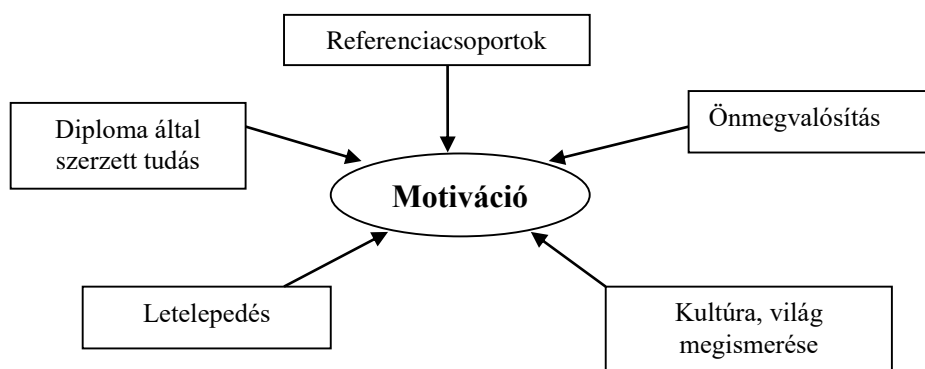 Referenciacsoportok
Diploma által
szerzett tudás
Önmegvalósítás
Motiváció
Letelepedés
Kultúra, világ
megismerése